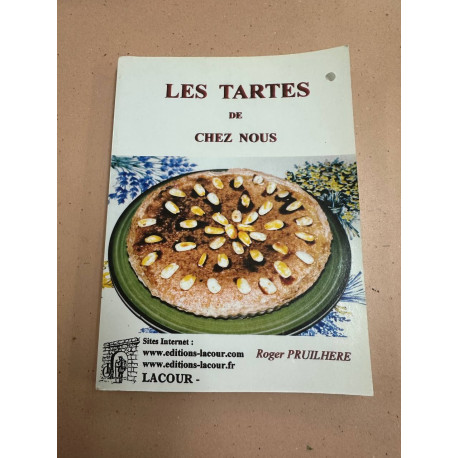 LES TARTES
DE
CHEZ NOUS
Sites Internet :
www.editions-lacour.com
www.editions-lacour.fr
Roger PRUILHERE
LACOUR -